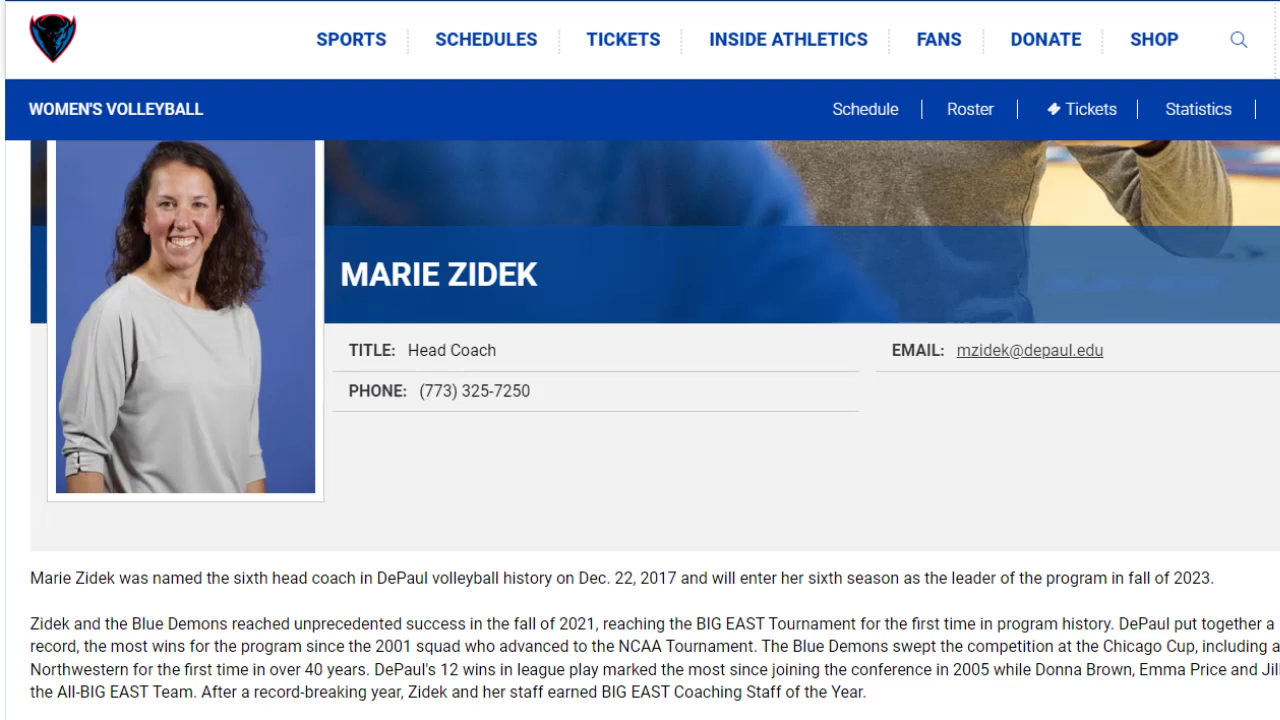 SPORTS SCHEDULES TICKETS INSIDE ATHLETICS FANS DONATE SHOP
WOMEN'S VOLLEYBALL Schedule Roster Tickets Statistics
MARIE ZIDEK
TITLE: Head Coach
EMAIL: mzidek@depaul.edu
PHONE: (773) 325-7250
Marie Zidek was named the sixth head coach in DePaul volleyball history on Dec. 22, 2017 and will enter her sixth season as the leader of the program in fall of 2023.
Zidek and the Blue Demons reached unprecedented success in the fall of 2021, reaching the BIG EAST Tournament for the first time in program history. DePaul put together a
record, the most wins for the program since the 2001 squad who advanced to the NCAA Tournament. The Blue Demons swept the competition at the Chicago Cup, including a
Northwestern for the first time in over 40 years. DePaul's 12 wins in league play marked the most since joining the conference in 2005 while Donna Brown, Emma Price and Jil
the All-BIG EAST Team. After a record-breaking year, Zidek and her staff earned BIG EAST Coaching Staff of the Year.